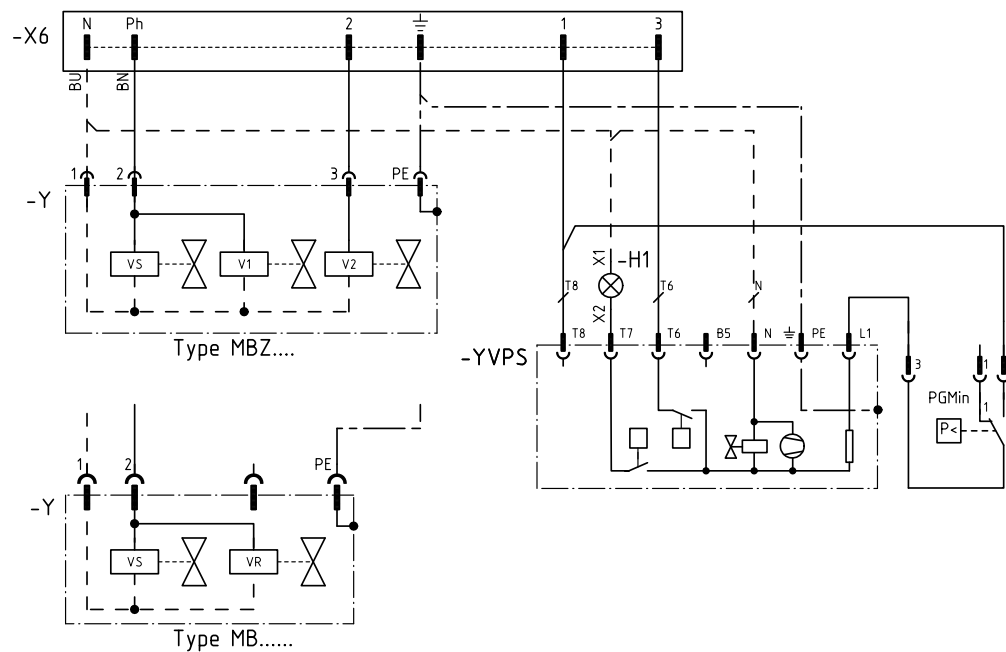 N Ph 2 1 3
-X6
BU BN
1 2 3 PE
-Y
VS V1 V2
Type MBZ....
X1 -H1
T8 T6 N
X2
T8 T7 T6 B5 N PE L1
-YVPS
3 1
PGMin
1
P<
1 2 PE
-Y
VS VR
Type MB......